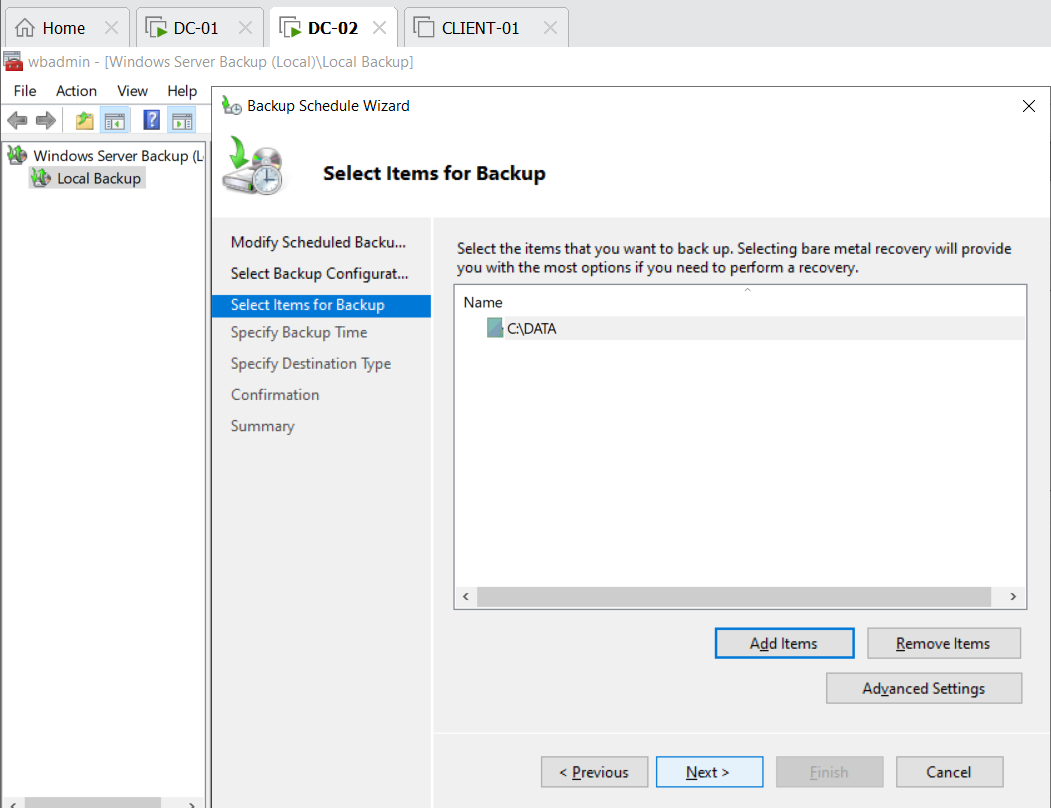 Home
DC-01
DC-02
CLIENT-01
wbadmin - [Windows Server Backup (Local)\Local Backup]
File Action View Help
Windows Server Backup (L
Local Backup
Backup Schedule Wizard
Select Items for Backup
Modify Scheduled Backu...
Select Backup Configurat...
Select Items for Backup
Specify Backup Time
Specify Destination Type
Confirmation
Summary
Select the items that you want to back up. Selecting bare metal recovery will provide
you with the most options if you need to perform a recovery.
Name
C:\DATA
Add Items
Remove Items
Advanced Settings
< Previous
Next >
Finish
Cancel